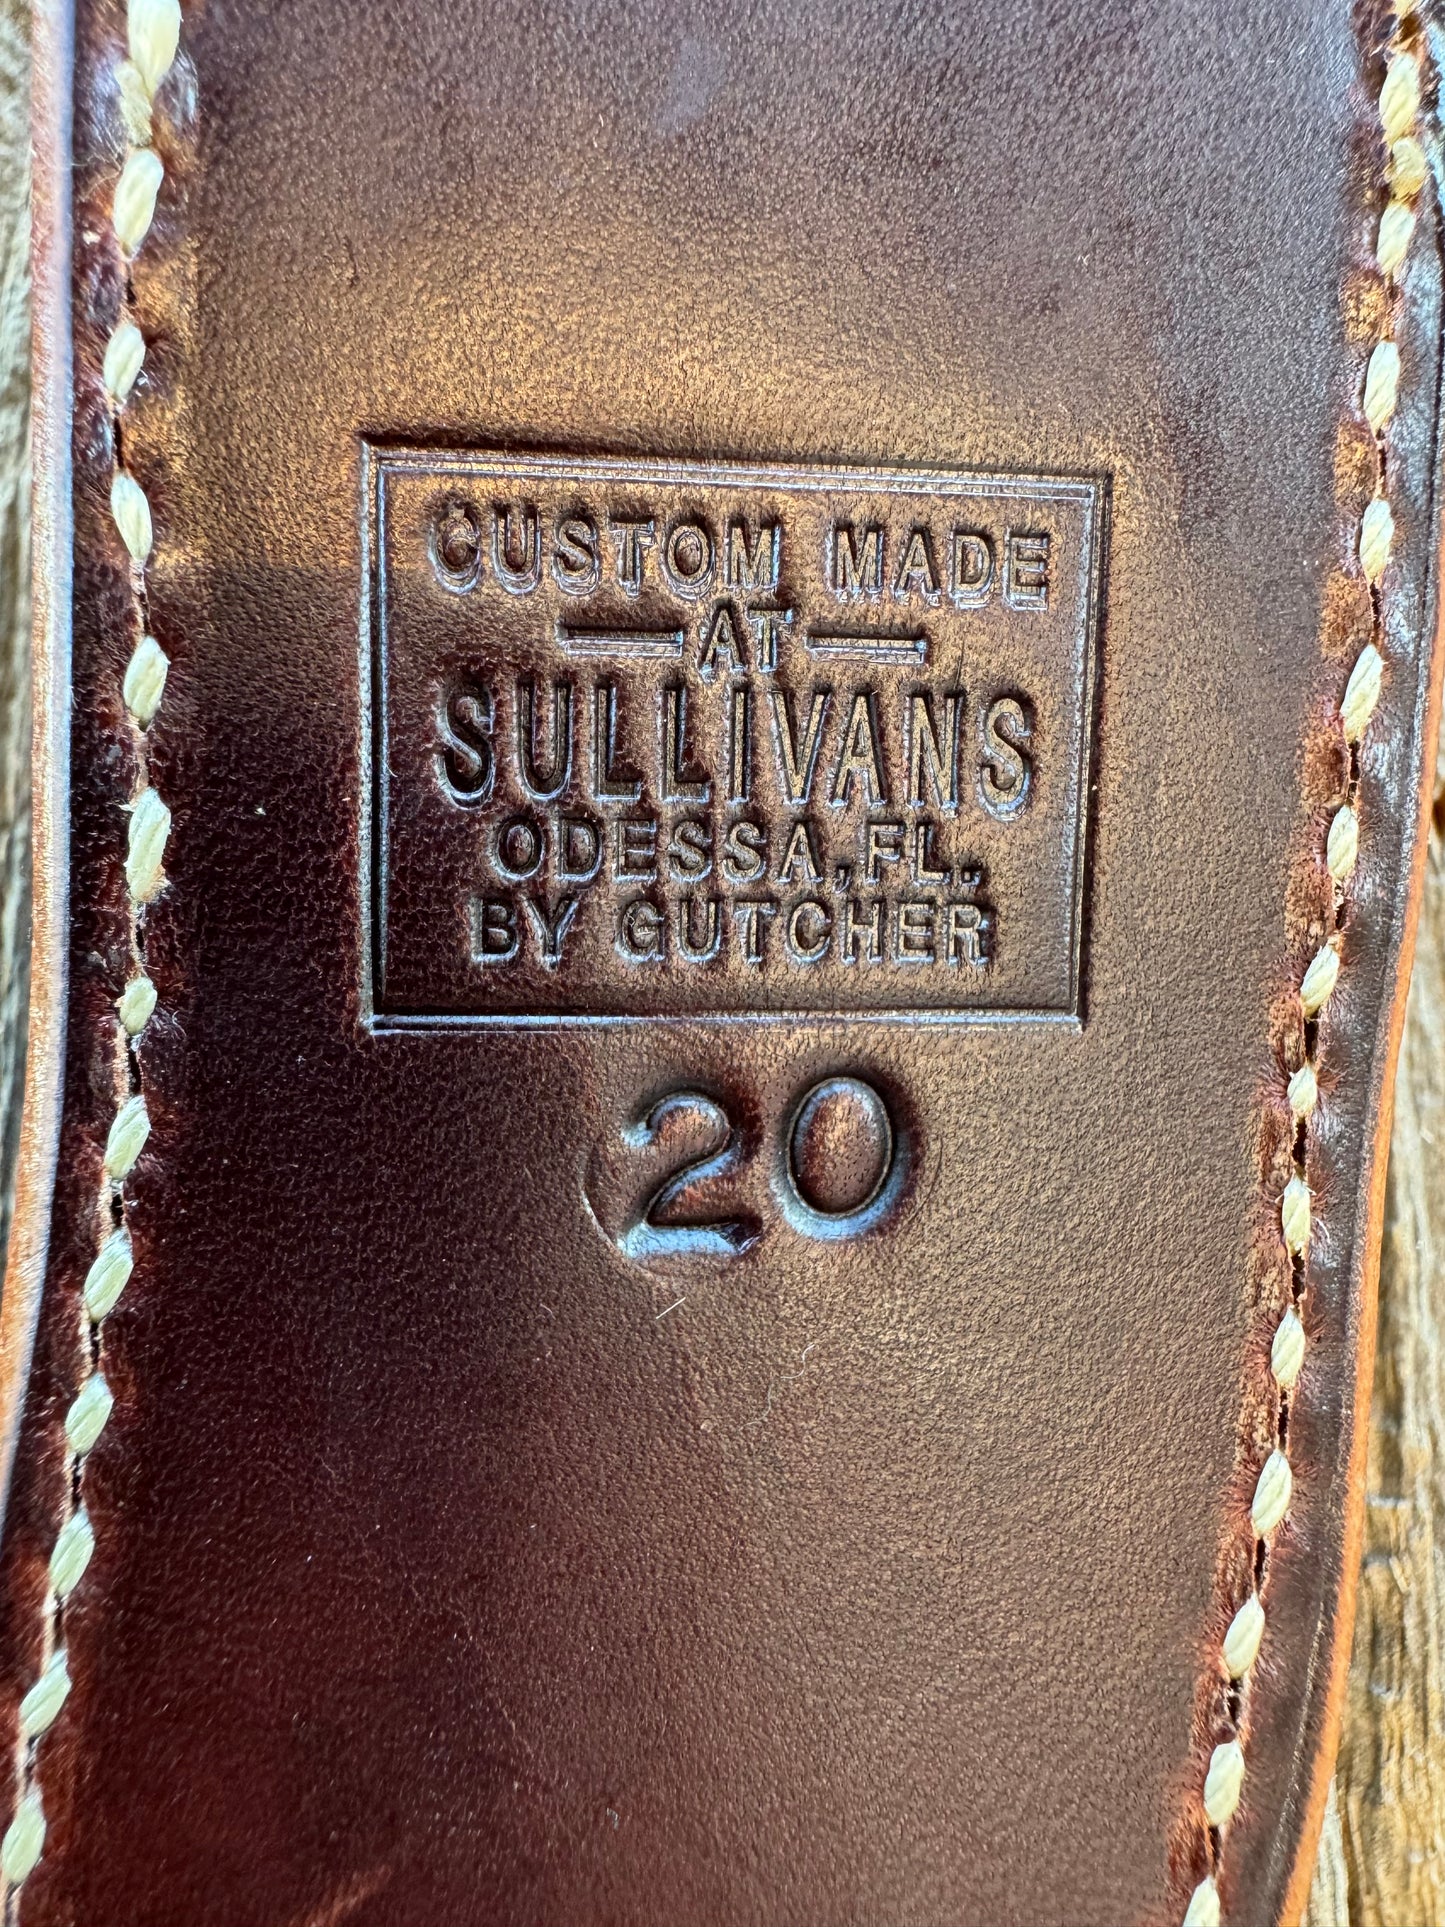 CUSTOM MADE
— AT —
SULLIVANS
ODESSA, FL.
BY GUTCHER
20